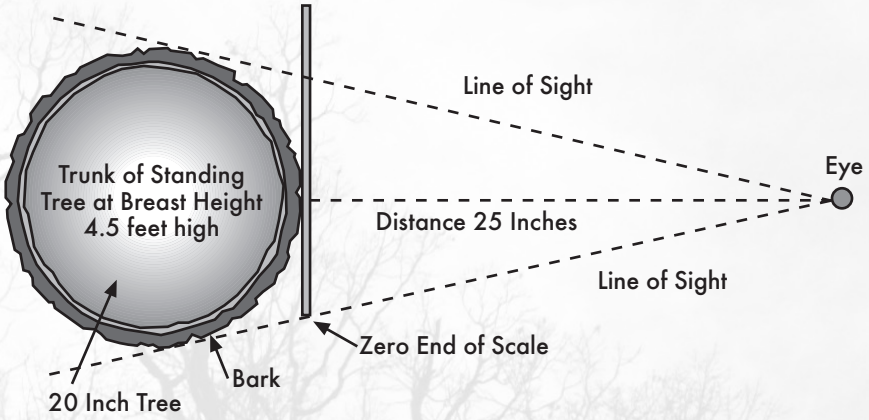 Line of Sight
Eye
Trunk of Standing
Tree at Breast Height
4.5 feet high
Distance 25 Inches
Line of Sight
Zero End of Scale
Bark
20 Inch Tree